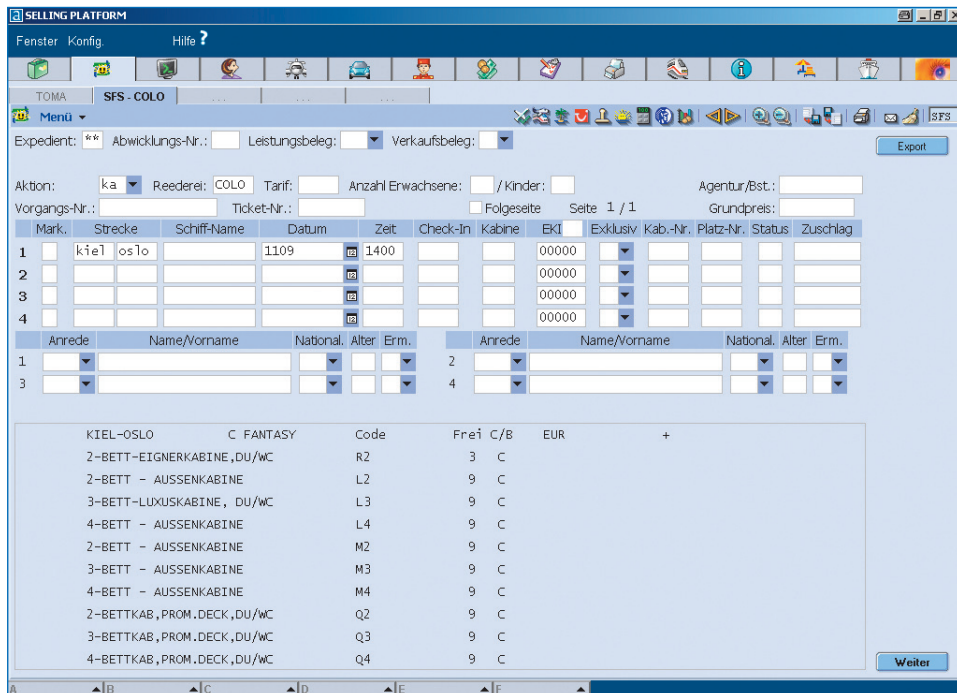 a SELLING PLATFORM
Fenster Konfig. Hilfe ?
TOMA SFS - COLO ... ... ...
Menü SFS
Expedient: ** Abwicklungs-Nr.: Leistungsbeleg: Verkaufsbeleg: Export
Aktion: ka Reederei: COLO Tarif: Anzahl Erwachsene: / Kinder: Agentur/Bst.:
Vorgangs-Nr.: Ticket-Nr.: Folgeseite Seite 1 / 1 Grundpreis:
Mark. Strecke Schiff-Name Datum Zeit Check-In Kabine EKI Exklusiv Kab.-Nr. Platz-Nr. Status Zuschlag
1 kiel oslo 1109 12 1400 00000
2 12 00000
3 12 00000
4 12 00000
Anrede Name/Vorname National. Alter Erm. Anrede Name/Vorname National. Alter Erm.
1 2
3 4
KIEL-OSLO C FANTASY Code Frei C/B EUR +
2-BETT-EIGNERKABINE,DU/WC R2 3 C
2-BETT - AUSSENKABINE L2 9 C
3-BETT-LUXUSKABINE, DU/WC L3 9 C
4-BETT - AUSSENKABINE L4 9 C
2-BETT - AUSSENKABINE M2 9 C
3-BETT - AUSSENKABINE M3 9 C
4-BETT - AUSSENKABINE M4 9 C
2-BETTKAB,PROM.DECK,DU/WC Q2 9 C
3-BETTKAB,PROM.DECK,DU/WC Q3 9 C
4-BETTKAB,PROM.DECK,DU/WC Q4 9 C
Weiter
A B C D E F